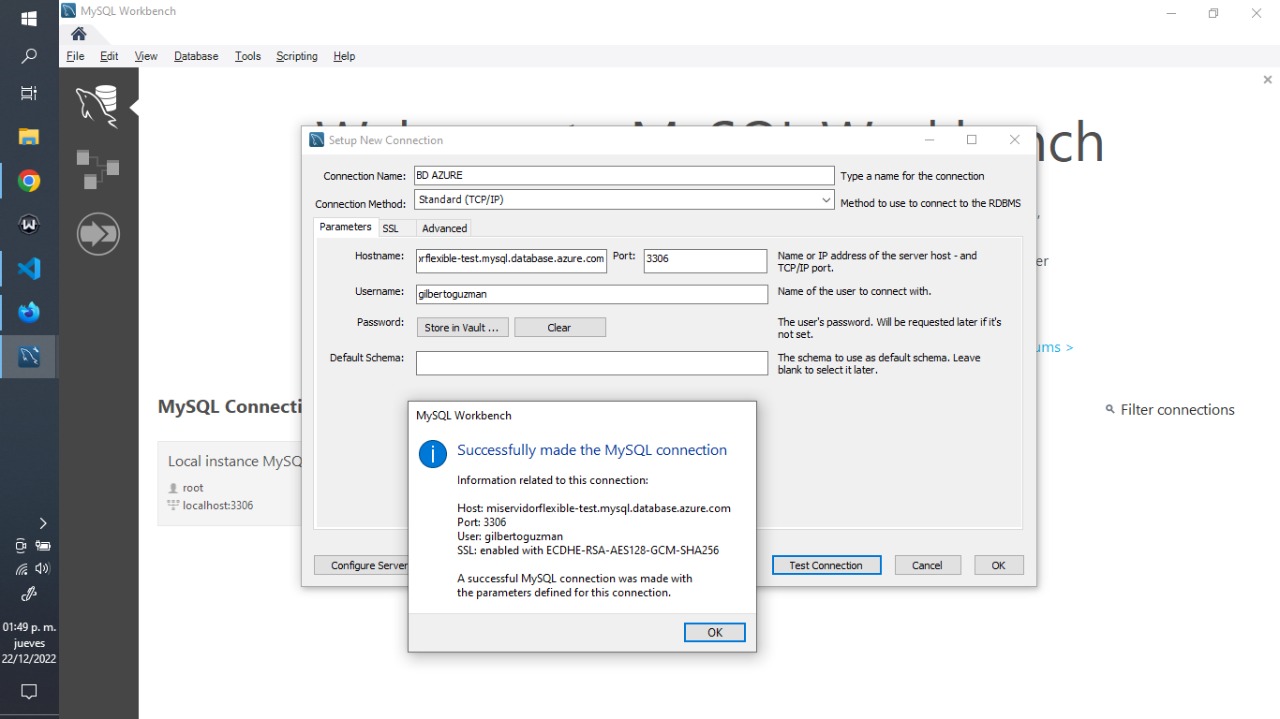 MySQL Workbench
File Edit View Database Tools Scripting Help
Setup New Connection
Connection Name: BD AZURE Type a name for the connection
Connection Method: Standard (TCP/IP) Method to use to connect to the RDBMS
Parameters SSL Advanced
Hostname: rflexible-test.mysql.database.azure.com Port: 3306 Name or IP address of the server host - and
TCP/IP port.
Username: gilbertoguzman Name of the user to connect with.
Password: Store in Vault ... Clear The user's password. Will be requested later if it's
not set.
Default Schema: The schema to use as default schema. Leave
blank to select it later.
ums >
MySQL Connecti
Filter connections
Local instance MySQ
root
localhost:3306
MySQL Workbench
Successfully made the MySQL connection
Information related to this connection:
Host: miservidorflexible-test.mysql.database.azure.com
Port: 3306
User: gilbertoguzman
SSL: enabled with ECDHE-RSA-AES128-GCM-SHA256
A successful MySQL connection was made with
the parameters defined for this connection.
OK
Configure Server Test Connection Cancel OK
01:49 p. m.
jueves
22/12/2022